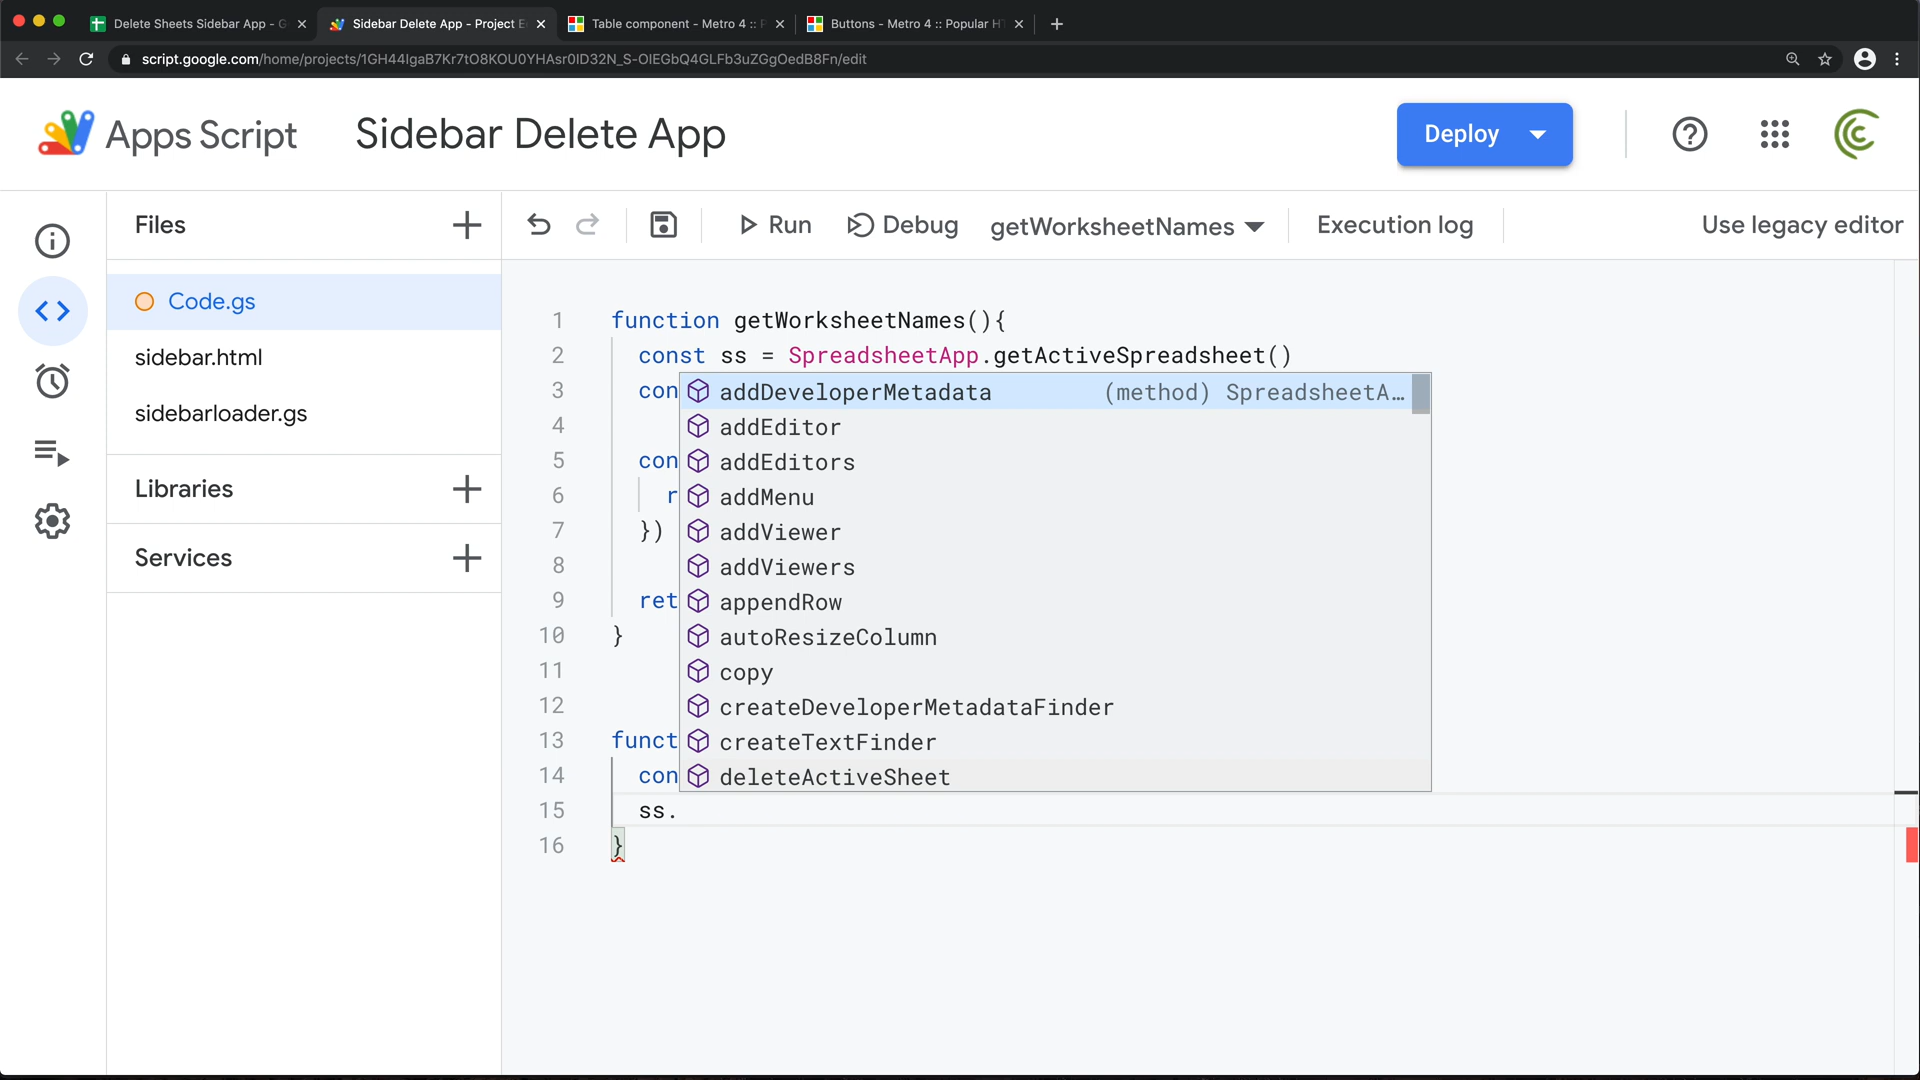 Delete Sheets Sidebar App - G
Sidebar Delete App - Project E
Table component - Metro 4 :: P
Buttons - Metro 4 :: Popular HT
script.google.com/home/projects/1GH44IgaB7Kr7tO8KOU0YHAsr0ID32N_S-OIEGbQ4GLFb3uZGgOedB8Fn/edit
Apps Script
Sidebar Delete App
Deploy
Files
Run
Debug
getWorksheetNames
Execution log
Use legacy editor
Code.gs
sidebar.html
sidebarloader.gs
Libraries
Services
1 function getWorksheetNames(){
2 const ss = SpreadsheetApp.getActiveSpreadsheet()
3 con
4
5 con
6 r
7 })
8
9 ret
10 }
11
12
13 funct
14 con
15 ss.
16 }
addDeveloperMetadata (method) SpreadsheetA…
addEditor
addEditors
addMenu
addViewer
addViewers
appendRow
autoResizeColumn
copy
createDeveloperMetadataFinder
createTextFinder
deleteActiveSheet